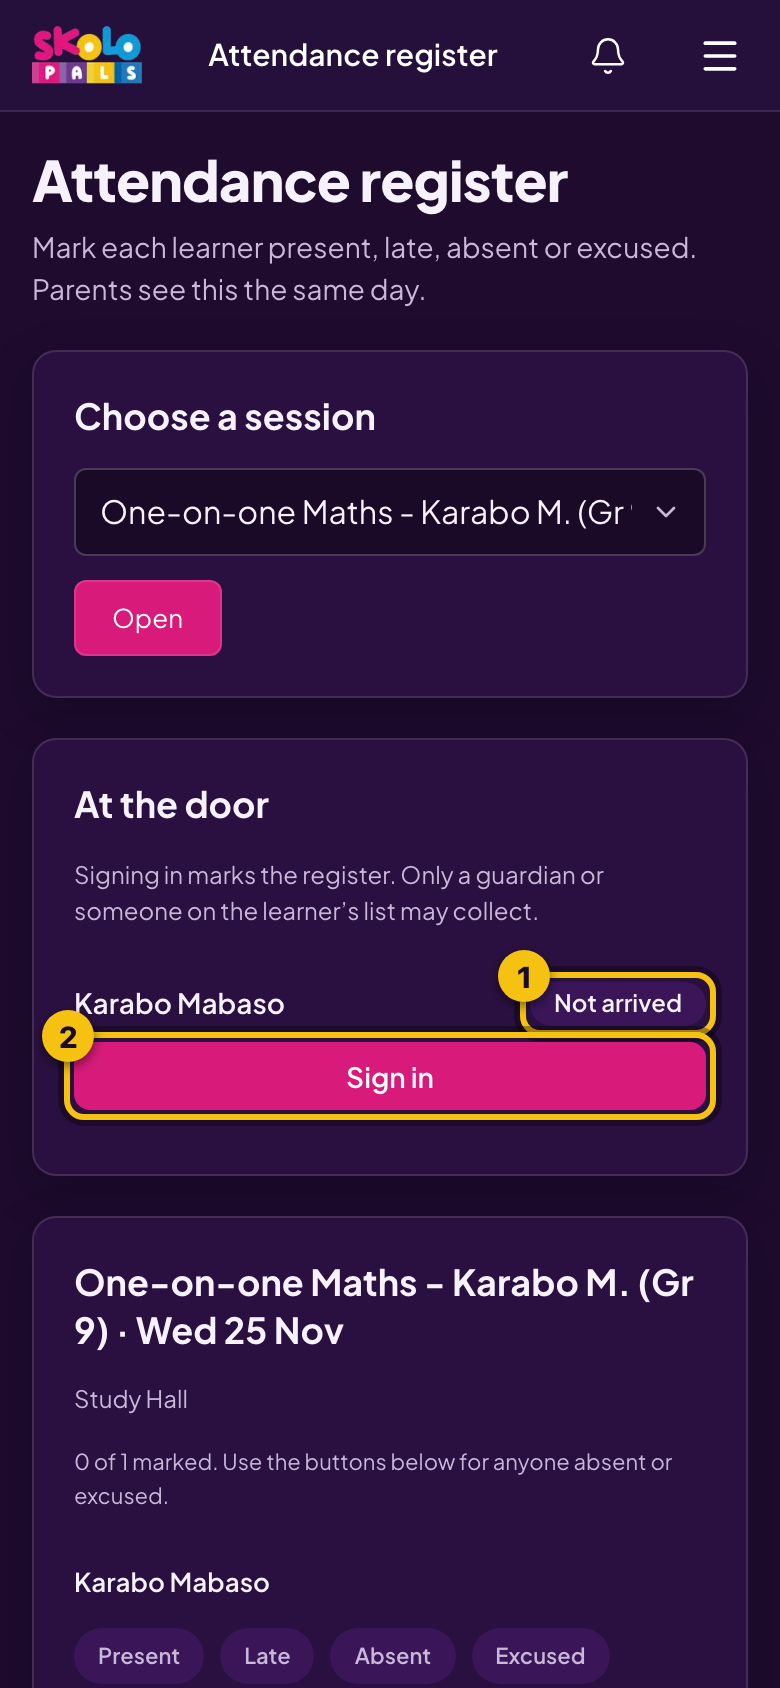 SKOLO
PALS
Attendance register
Attendance register
Mark each learner present, late, absent or excused.
Parents see this the same day.
Choose a session
One-on-one Maths - Karabo M. (Gr
Open
At the door
Signing in marks the register. Only a guardian or
someone on the learner's list may collect.
1
Karabo Mabaso
Not arrived
2
Sign in
One-on-one Maths - Karabo M. (Gr
9) · Wed 25 Nov
Study Hall
0 of 1 marked. Use the buttons below for anyone absent or
excused.
Karabo Mabaso
Present
Late
Absent
Excused